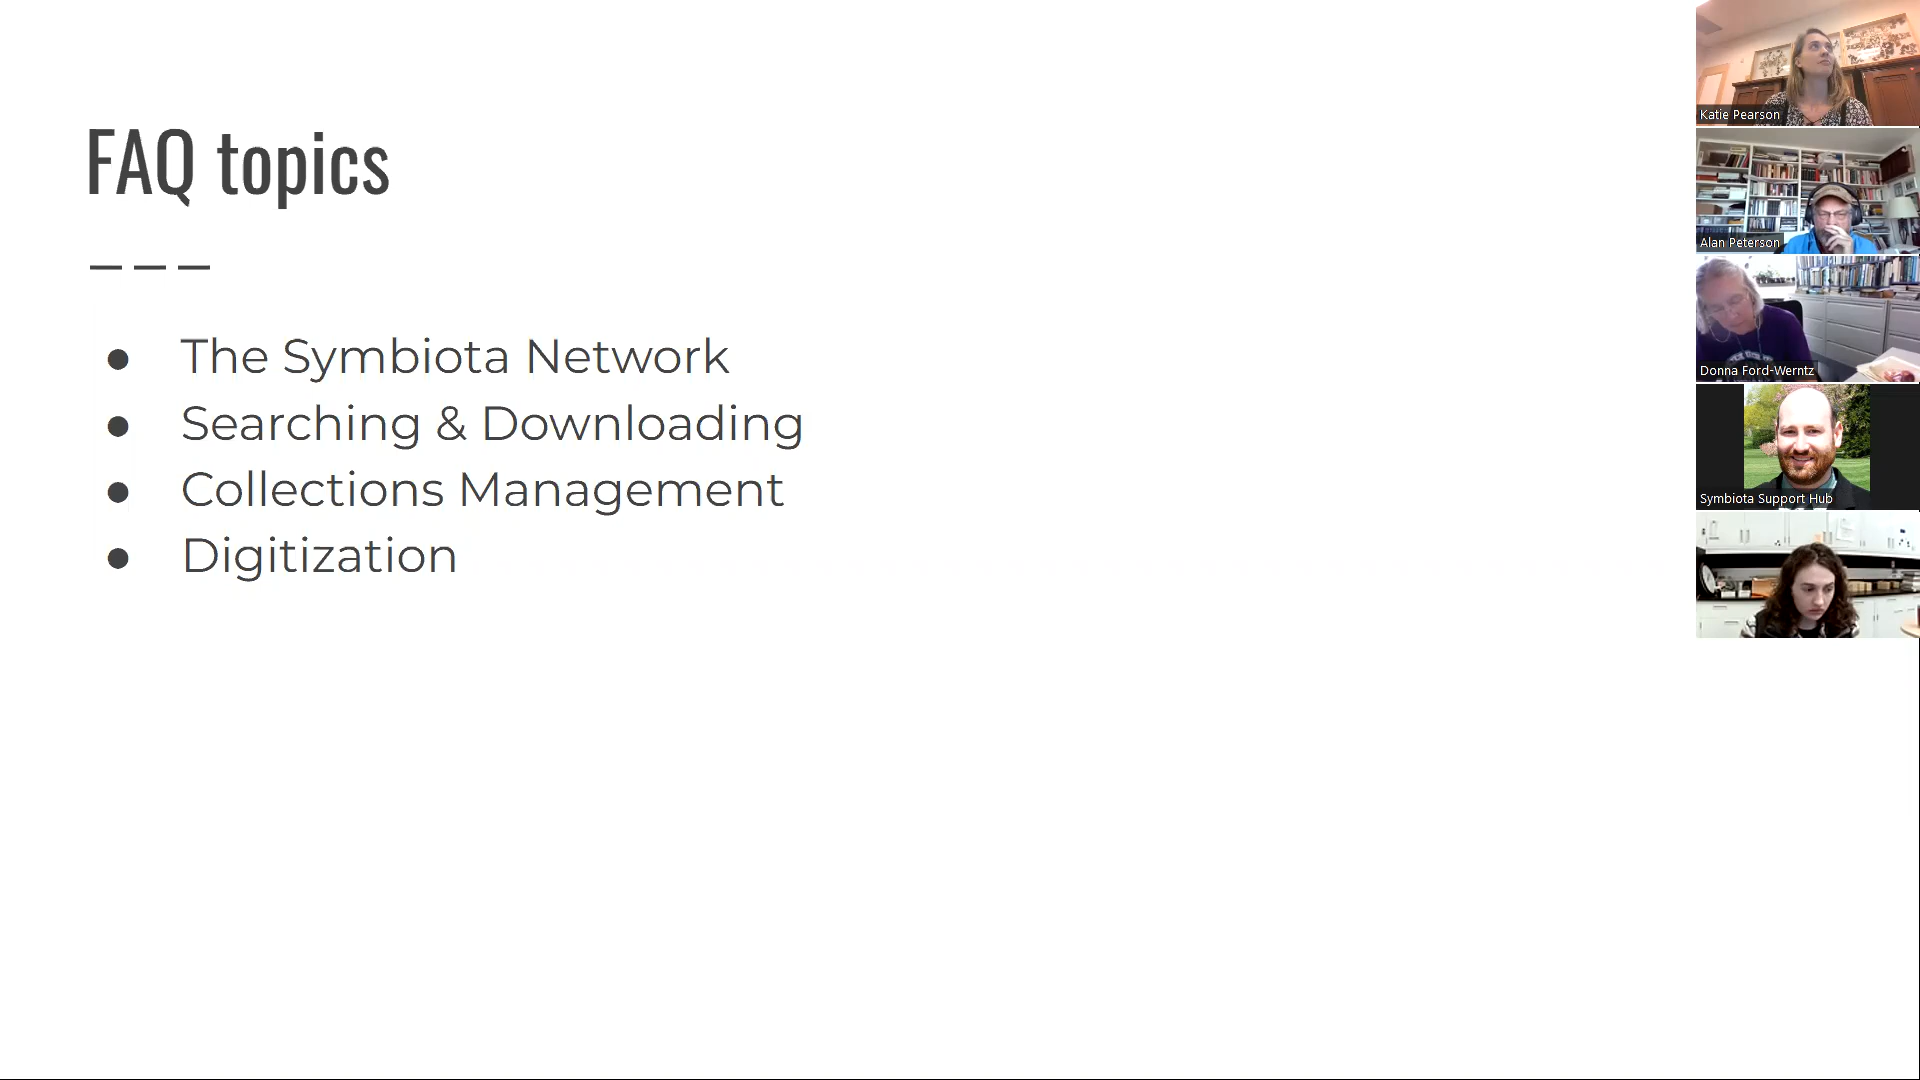 FAQ topics
The Symbiota Network
Searching & Downloading
Collections Management
Digitization
Katie Pearson
Alan Peterson
Donna Ford-Werntz
Symbiota Support Hub